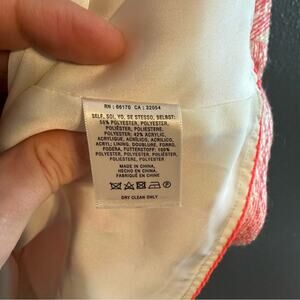 RN : 66170 CA : 32054
SELF, SOI, YO, SE STESSO, SELBST:
58% POLYESTER, POLYESTER,
POLIÉSTER, POLIESTERE,
POLYESTER; 42% ACRYLIC,
ACRYLIQUE, ACRÍLICO, ACRILICO,
ACRYL; LINING, DOUBLURE, FORRO,
FODERA, FUTTERSTOFF: 100%
POLYESTER, POLYESTER,
POLIÉSTER, POLIESTERE,
POLYESTER
MADE IN CHINA,
HECHO EN CHINA,
FABRIQUÉ EN CHINE
DRY CLEAN ONLY